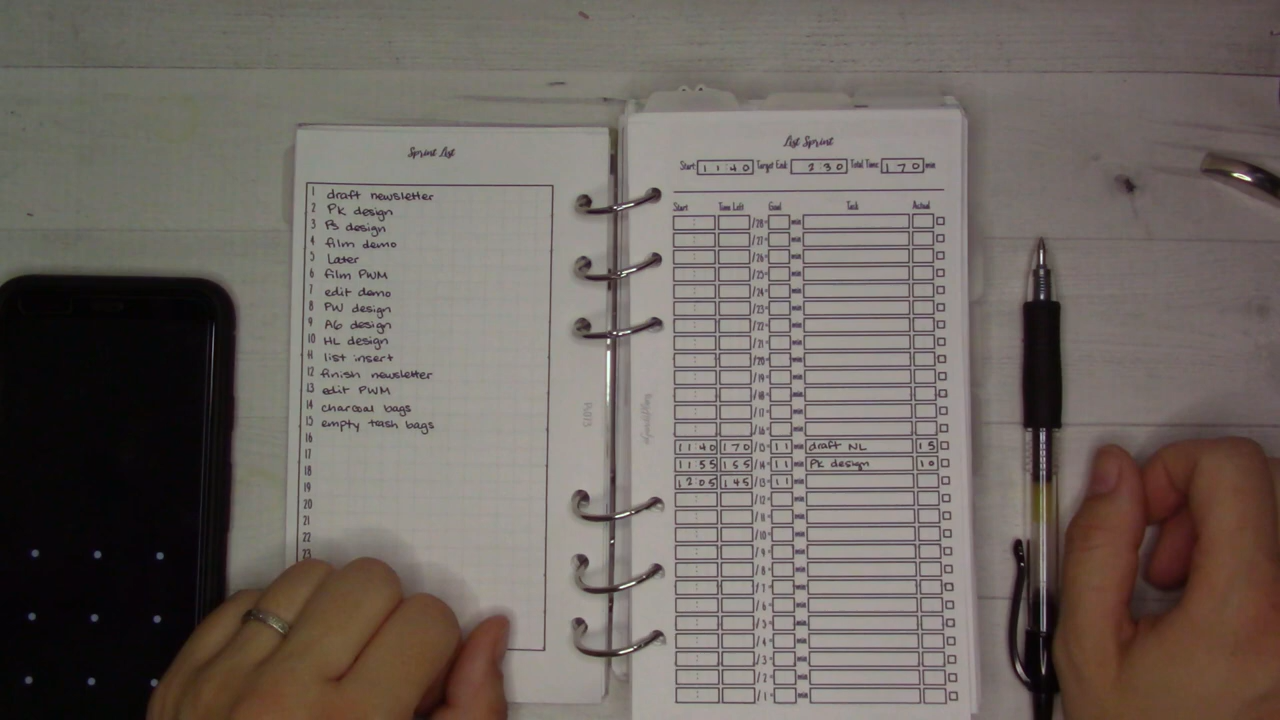 Sprint List
1 draft newsletter
2 PK design
3 PS design
4 film demo
5 Later
6 film PWM
7 edit demo
8 PW design
9 A6 design
10 HL design
11 list insert
12 finish newsletter
13 edit PWM
14 charcoal bags
15 empty trash bags
16
17
18
19
20
21
22
23
List Sprint
Start: 11:40 Target End: 2:30 Total Time: 170 min
Start Time Left Goal Task Actual
: /28= min
: /27= min
: /26= min
: /25= min
: /24= min
: /23= min
: /22= min
: /21= min
: /20= min
: /19= min
: /18= min
: /17= min
: /16= min
11:40 170 /15= 11 min draft NL 15
11:55 155 /14= 11 min PK design 10
12:05 145 /13= 11 min
: /12= min
: /11= min
: /10= min
: /9= min
: /8= min
: /7= min
: /6= min
: /5= min
: /4= min
: /3= min
: /2= min
: /1= min